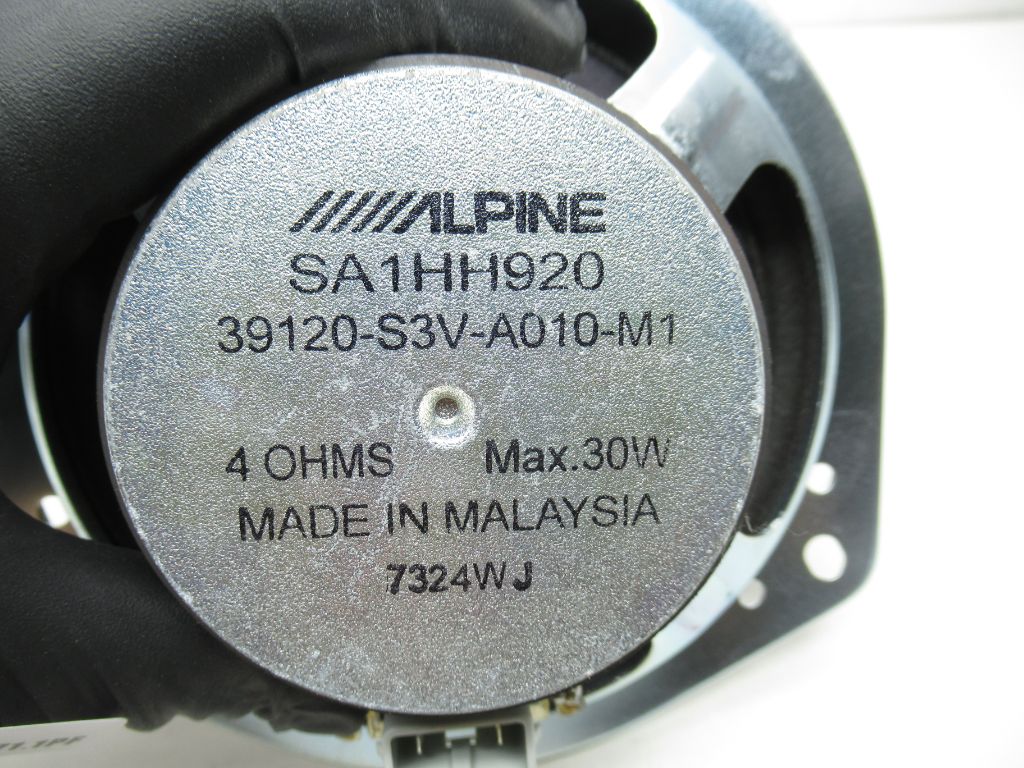 ALPINE
SA1HH920
39120-S3V-A010-M1
4 OHMS Max.30W
MADE IN MALAYSIA
7324WJ